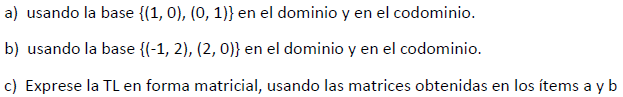 a) usando la base {(1, 0), (0, 1)} en el dominio y en el codominio.
b) usando la base {(-1, 2), (2, 0)} en el dominio y en el codominio.
c) Exprese la TL en forma matricial, usando las matrices obtenidas en los ítems a y b